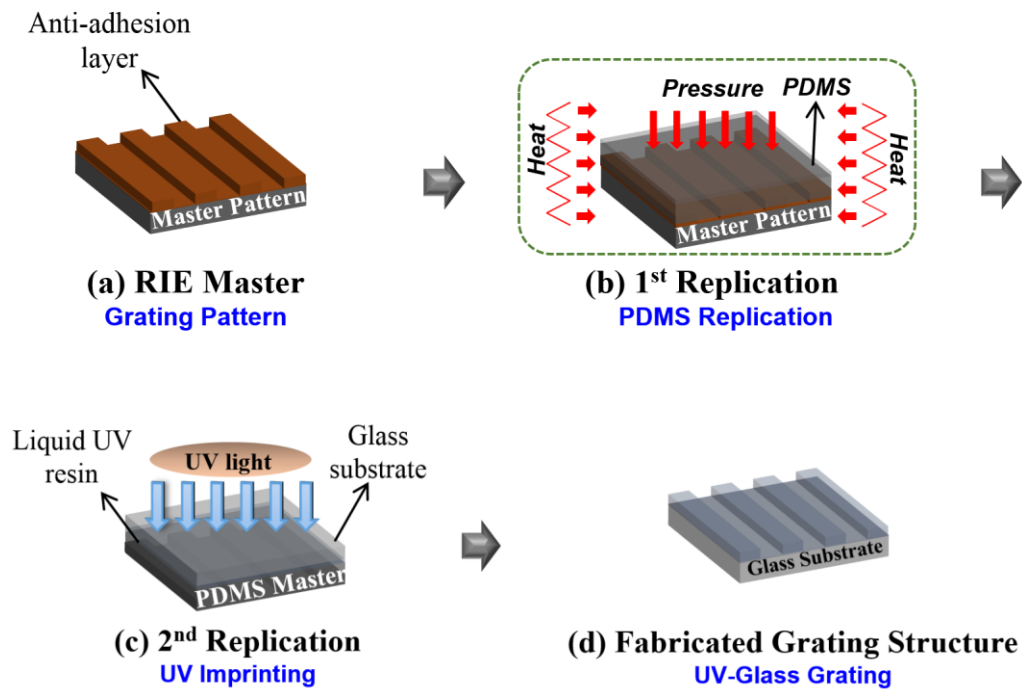 Anti-adhesion
layer
Master Pattern
(a) RIE Master
Grating Pattern
Pressure
PDMS
Heat
Heat
Master Pattern
(b) 1st Replication
PDMS Replication
Liquid UV
resin
UV light
Glass
substrate
PDMS Master
(c) 2nd Replication
UV Imprinting
Glass Substrate
(d) Fabricated Grating Structure
UV-Glass Grating